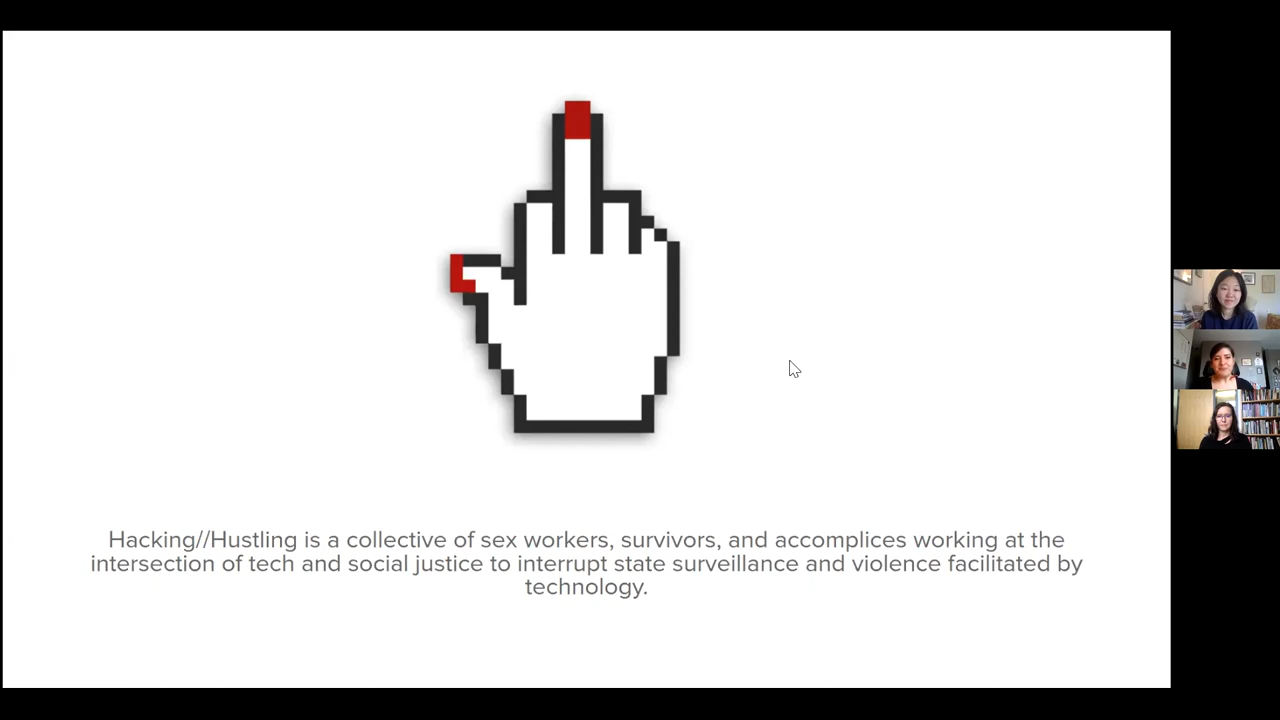 Hacking//Hustling is a collective of sex workers, survivors, and accomplices working at the
intersection of tech and social justice to interrupt state surveillance and violence facilitated by
technology.